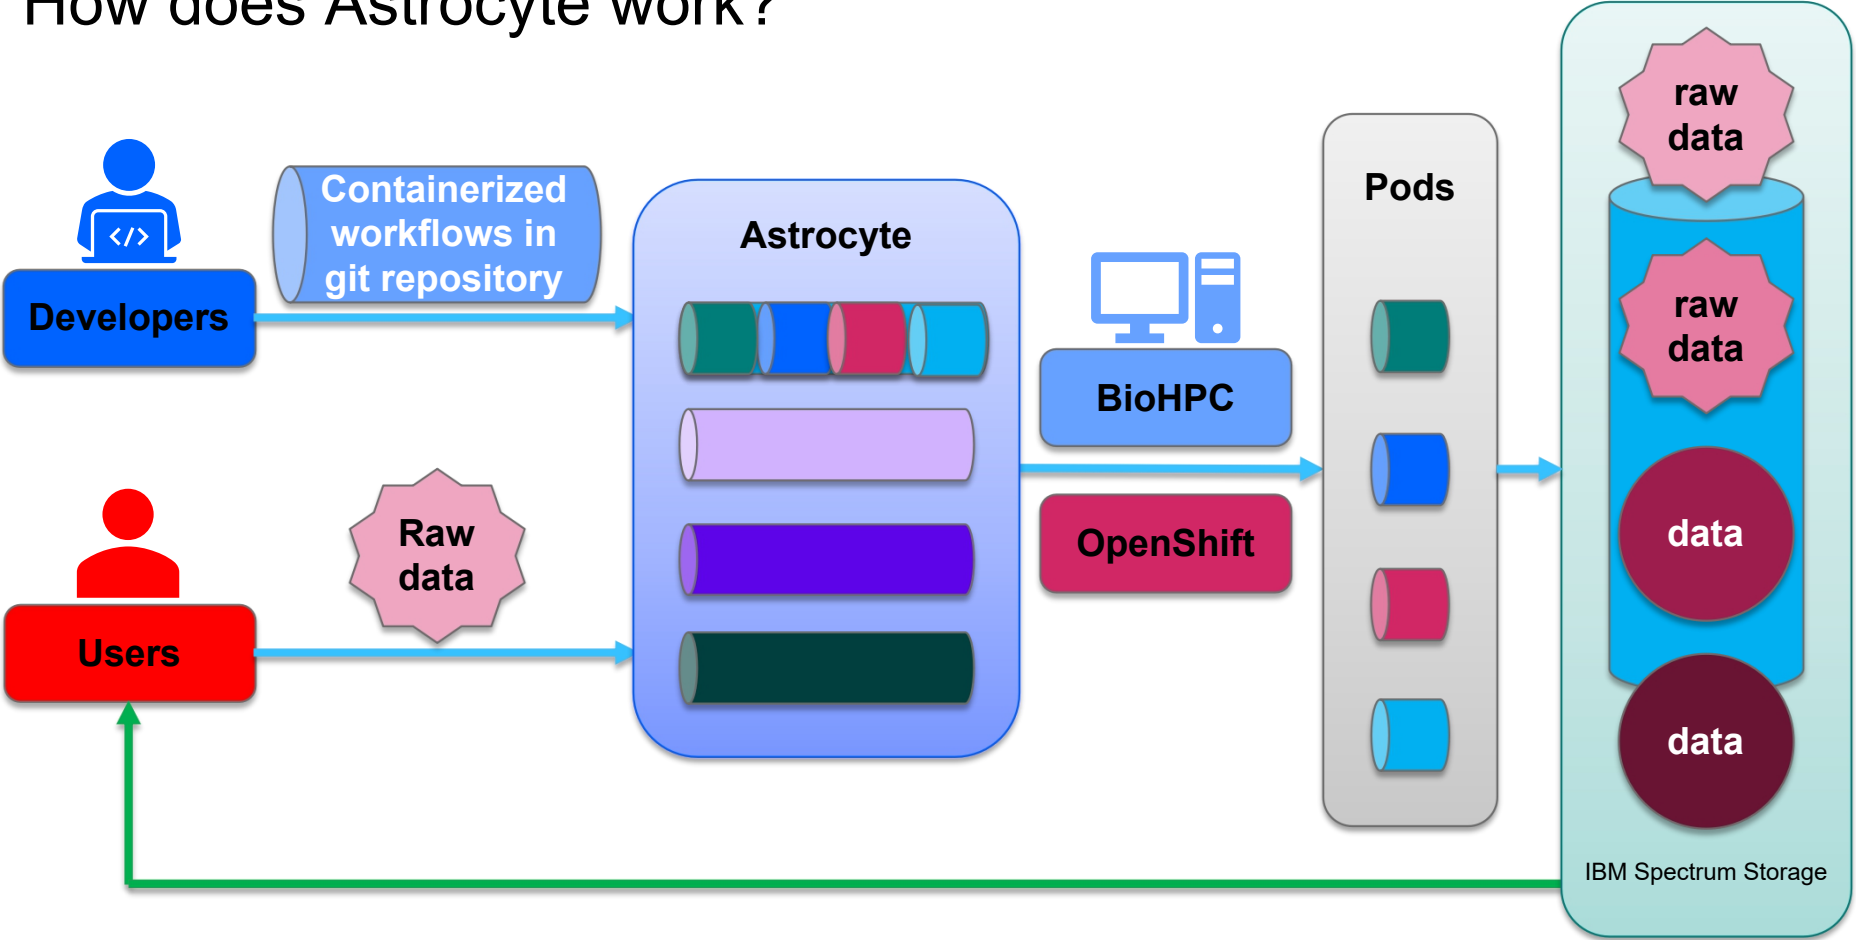 How does Astrocyte work?
Containerized
workflows in
git repository
Developers
</>
Raw
data
Users
Astrocyte
BioHPC
OpenShift
Pods
raw
data
raw
data
data
data
IBM Spectrum Storage